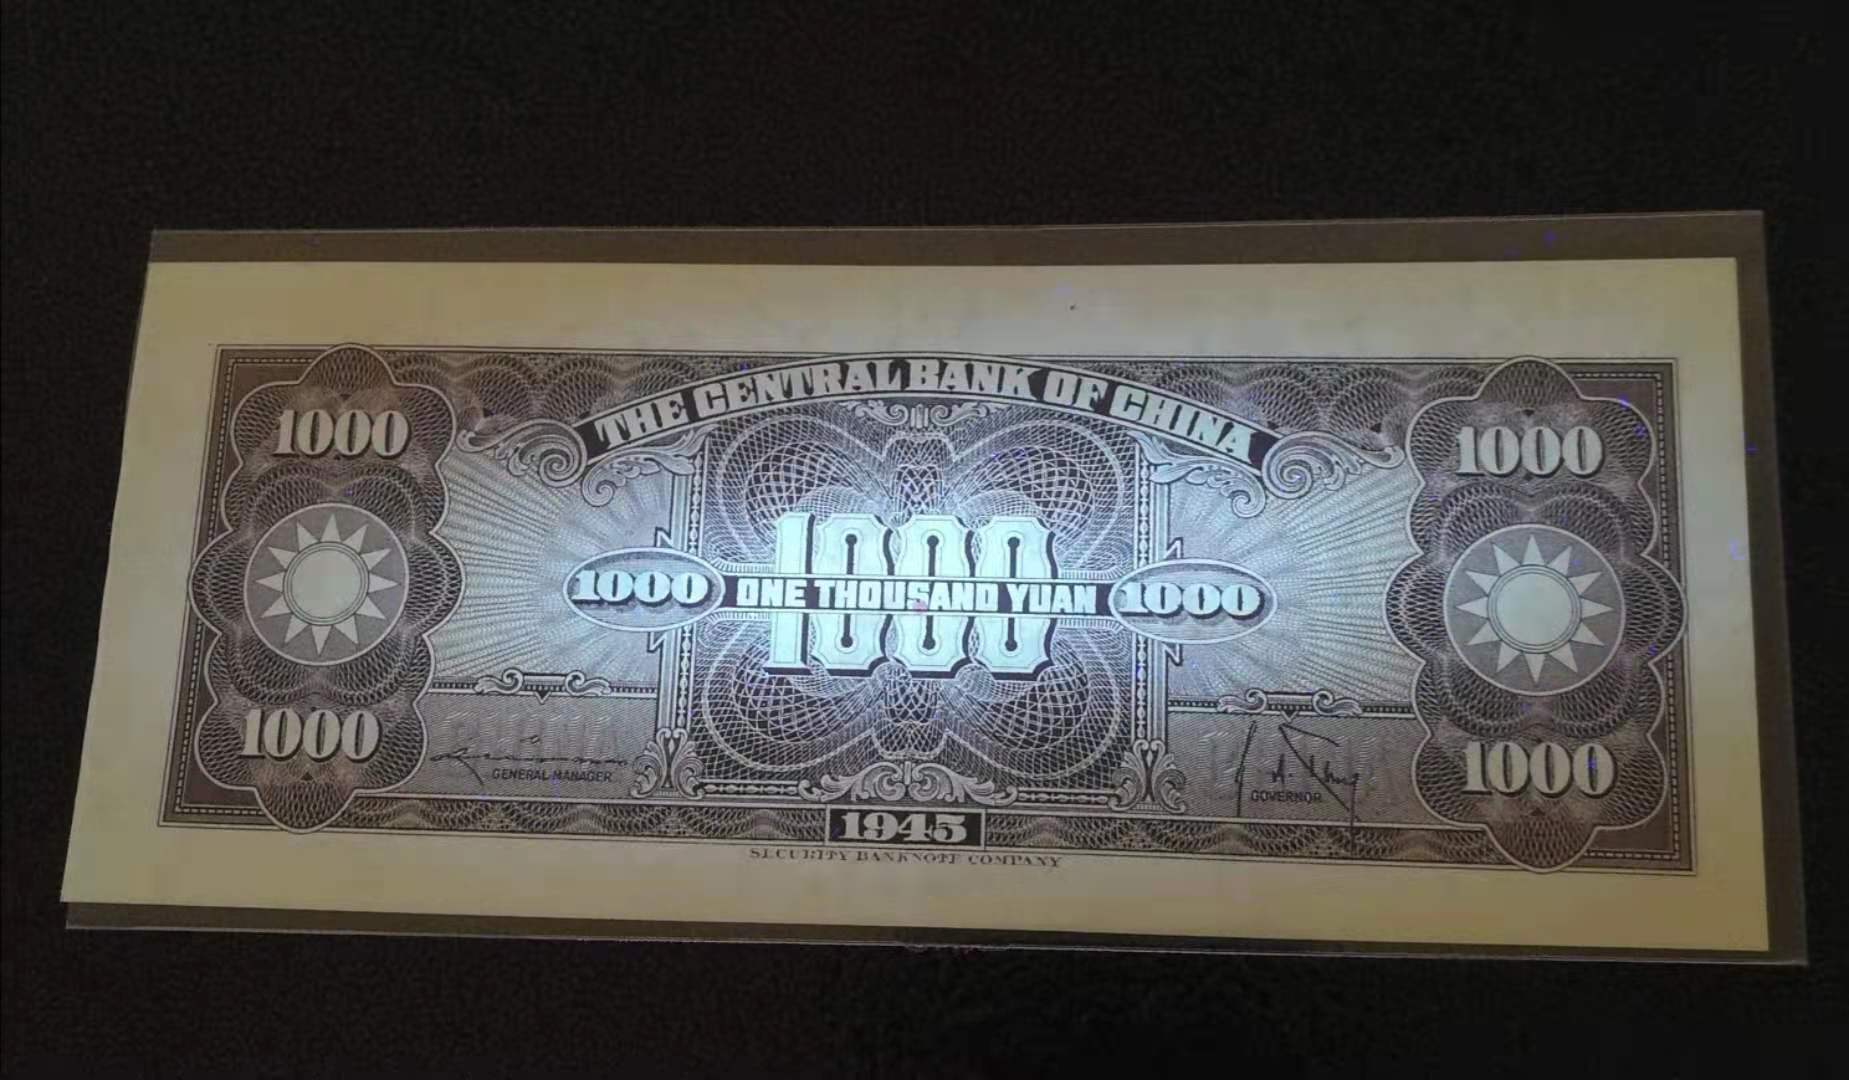 THE CENTRAL BANK OF CHINA
1000 1000
1000
1000 ONE THOUSAND YUAN 1000
CHINA
GENERAL MANAGER GOVERNOR
1000 1000
1945
SECURITY BANKNOTE COMPANY